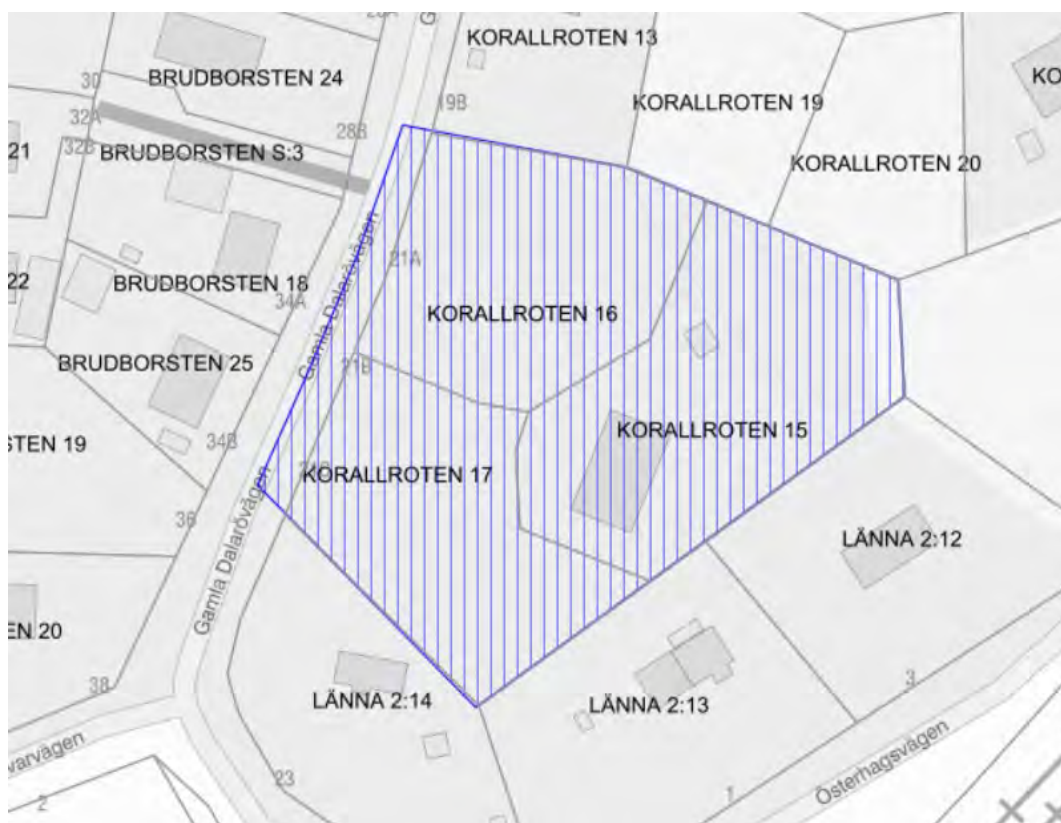 KORALLROTEN 13
BRUDBORSTEN 24
30
19B
KORALLROTEN 19
KO
32A
28B
32B
21
BRUDBORSTEN S:3
KORALLROTEN 20
Gamla Dalarövägen
21A
22
BRUDBORSTEN 18
34A
KORALLROTEN 16
BRUDBORSTEN 25
21B
KORALLROTEN 15
STEN 19
34B
KORALLROTEN 17
Gamla Dalarövägen
36
LÄNNA 2:12
EN 20
38
LÄNNA 2:14
LÄNNA 2:13
3
varvägen
Österhagsvägen
23
1
2